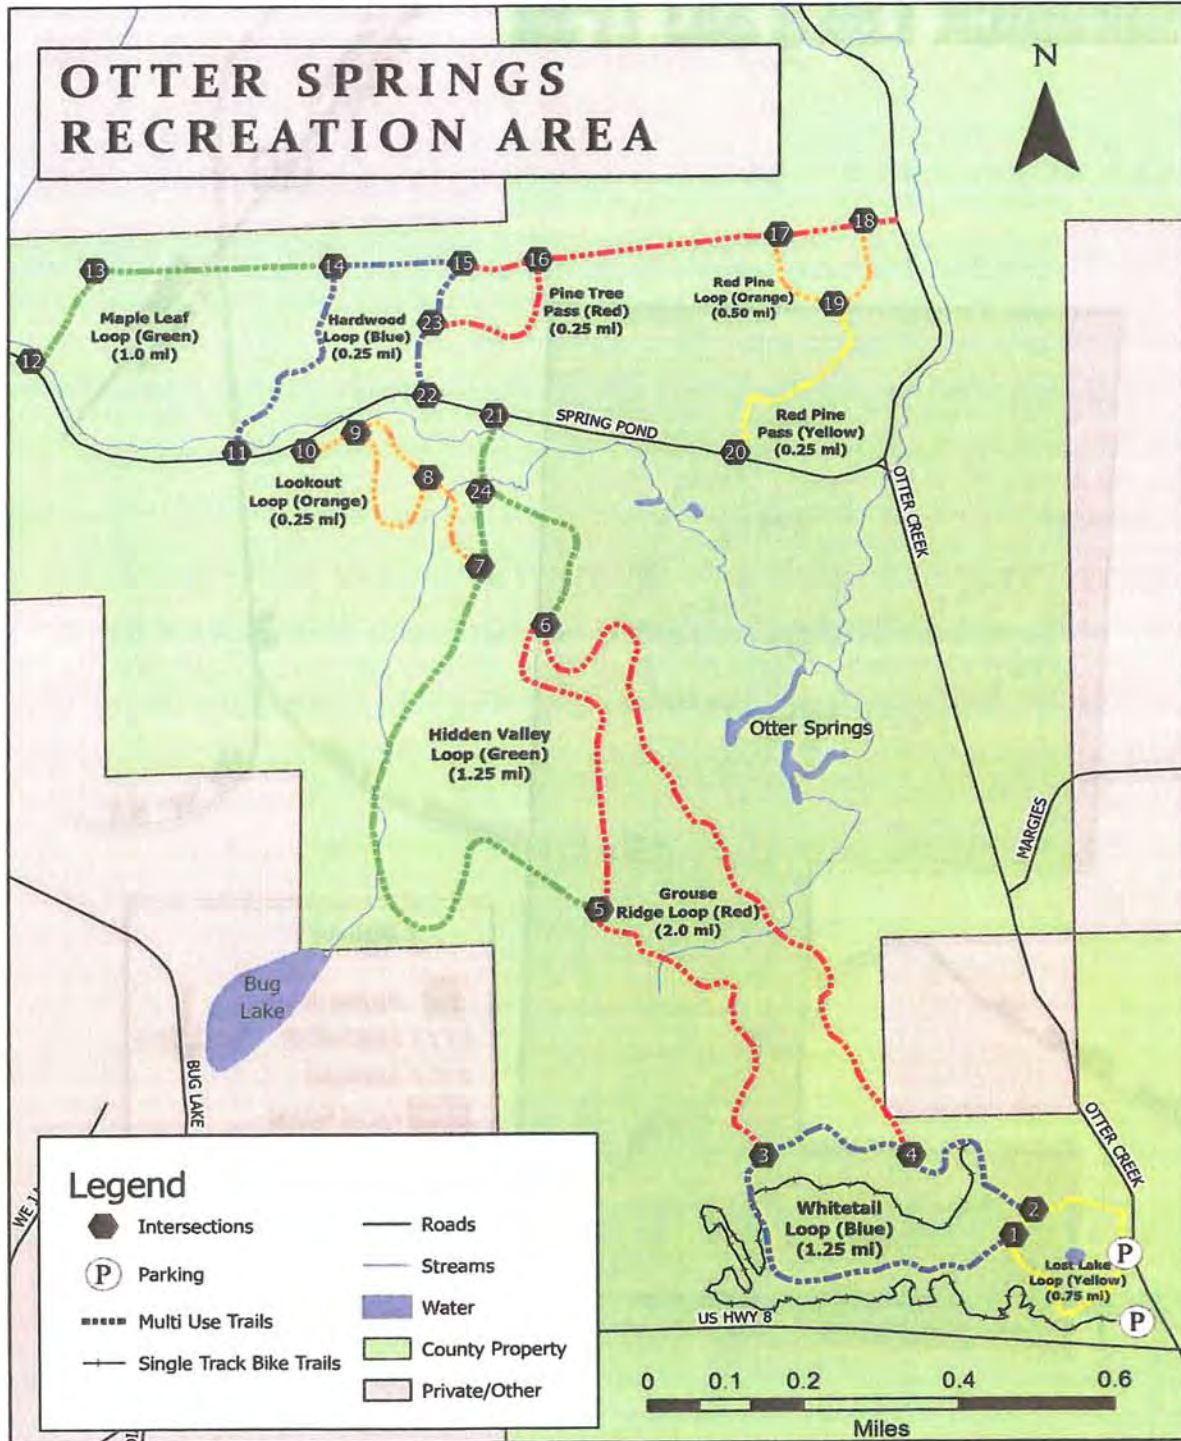 OTTER SPRINGS
RECREATION AREA
N
13
14
15
16
17
18
Maple Leaf
Loop (Green)
(1.0 mi)
Hardwood
Loop (Blue)
(0.25 mi)
23
Pine Tree
Pass (Red)
(0.25 mi)
Red Pine
Loop (Orange)
(0.50 mi)
19
12
22
21
SPRING POND
Red Pine
Pass (Yellow)
(0.25 mi)
20
11
10
9
8
Lookout
Loop (Orange)
(0.25 mi)
24
7
6
OTTER CREEK
Otter Springs
Hidden Valley
Loop (Green)
(1.25 mi)
MARGIES
5
Grouse
Ridge Loop (Red)
(2.0 mi)
Bug
Lake
BUG LAKE
OTTER CREEK
3
4
2
1
Whitetail
Loop (Blue)
(1.25 mi)
P
Lost Lake
Loop (Yellow)
(0.75 mi)
P
US HWY 8
Legend
Intersections
P Parking
Multi Use Trails
Single Track Bike Trails
Roads
Streams
Water
County Property
Private/Other
0 0.1 0.2 0.4 0.6
Miles